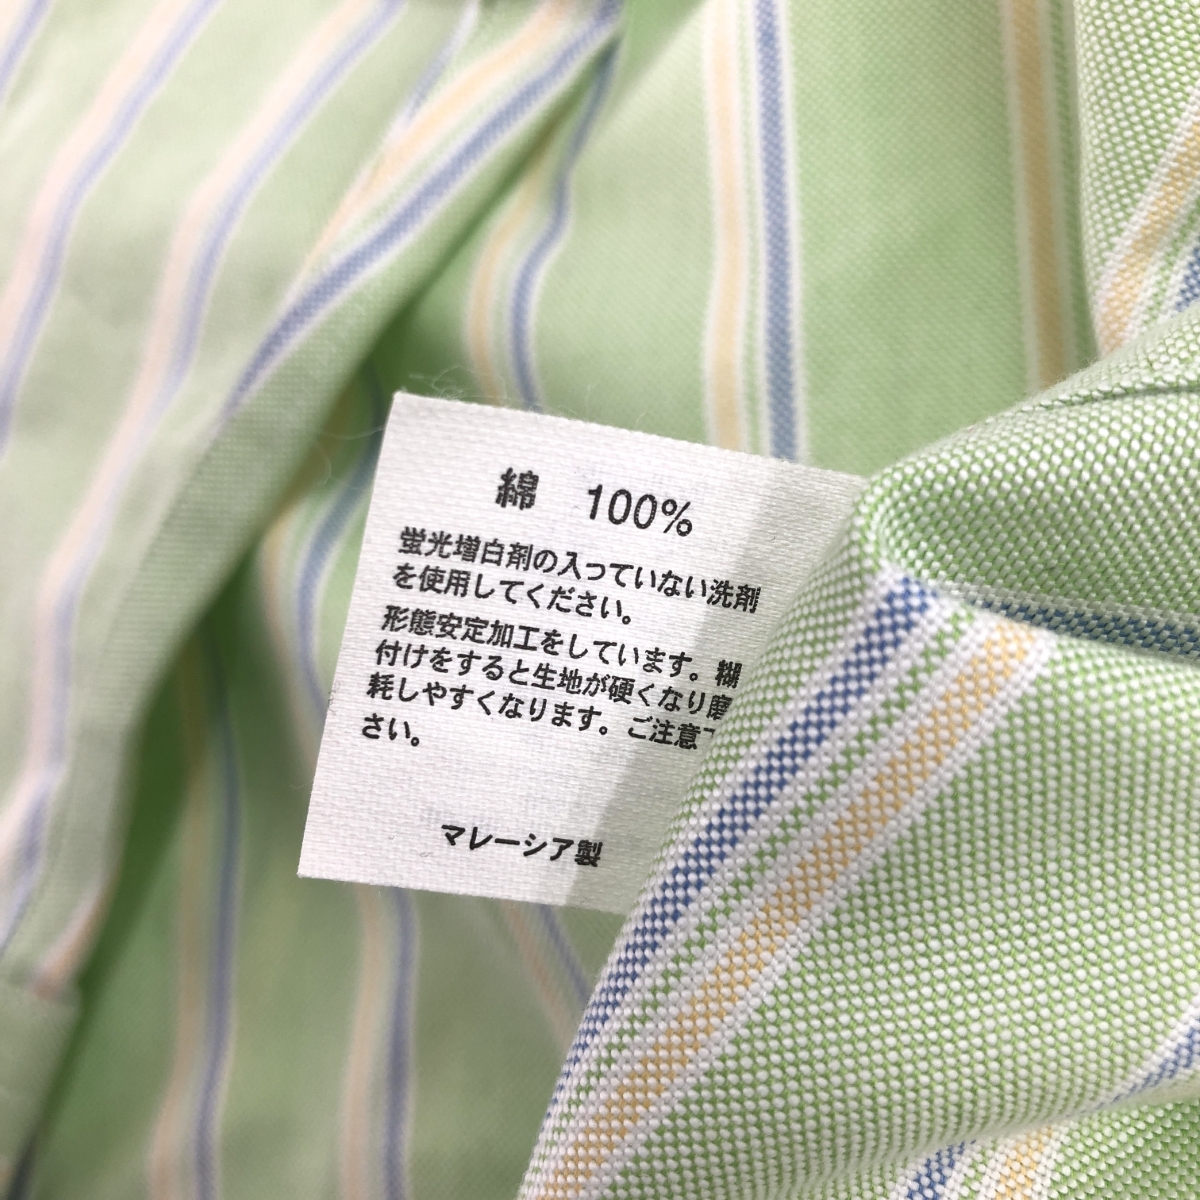 綿　100%
蛍光増白剤の入っていない洗剤
を使用してください。
形態安定加工をしています。糊
付けをすると生地が硬くなり磨
耗しやすくなります。ご注意下
さい。
マレーシア製